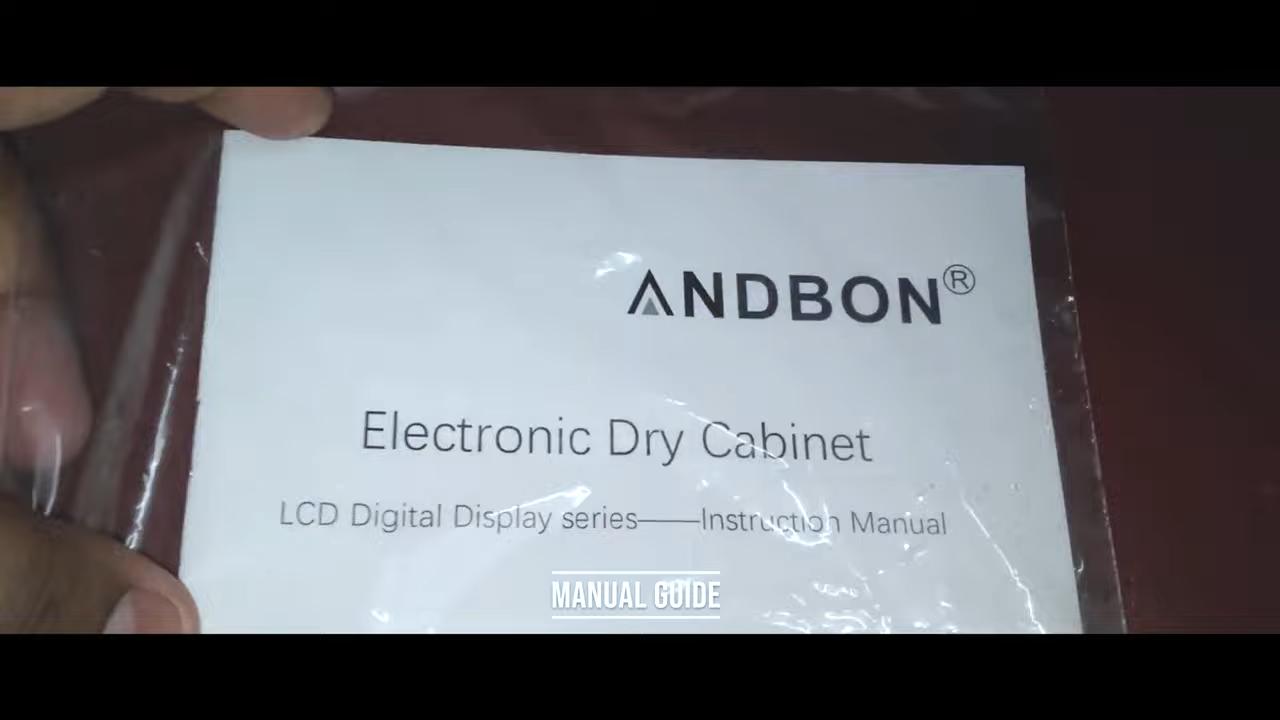 ANDBON®
Electronic Dry Cabinet
LCD Digital Display series——Instruction Manual
MANUAL GUIDE